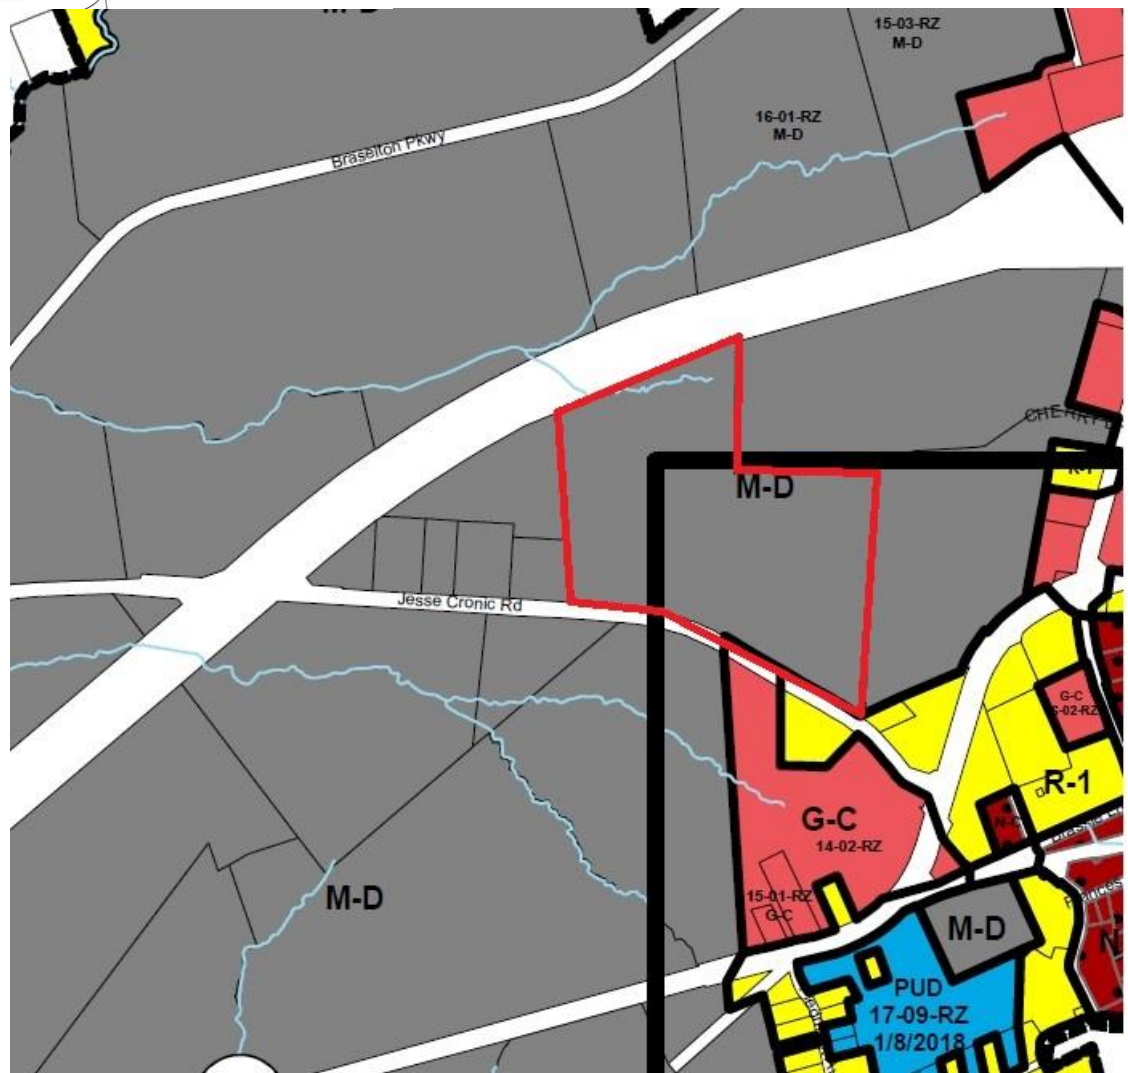 15-03-RZ
M-D
16-01-RZ
M-D
Braselton Pkwy
M-D
Jesse Cronic Rd
G-C
R-1
G-C
14-02-RZ
N-C
15-01-RZ
G-C
M-D
M-D
PUD
17-09-RZ
1/8/2018